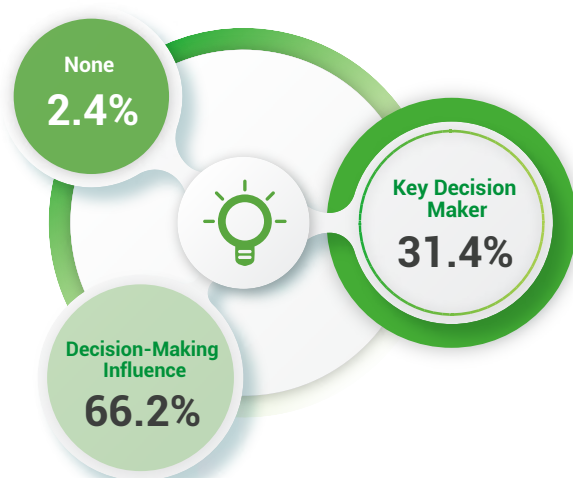 None
2.4%
Key Decision
Maker
31.4%
Decision-Making
Influence
66.2%